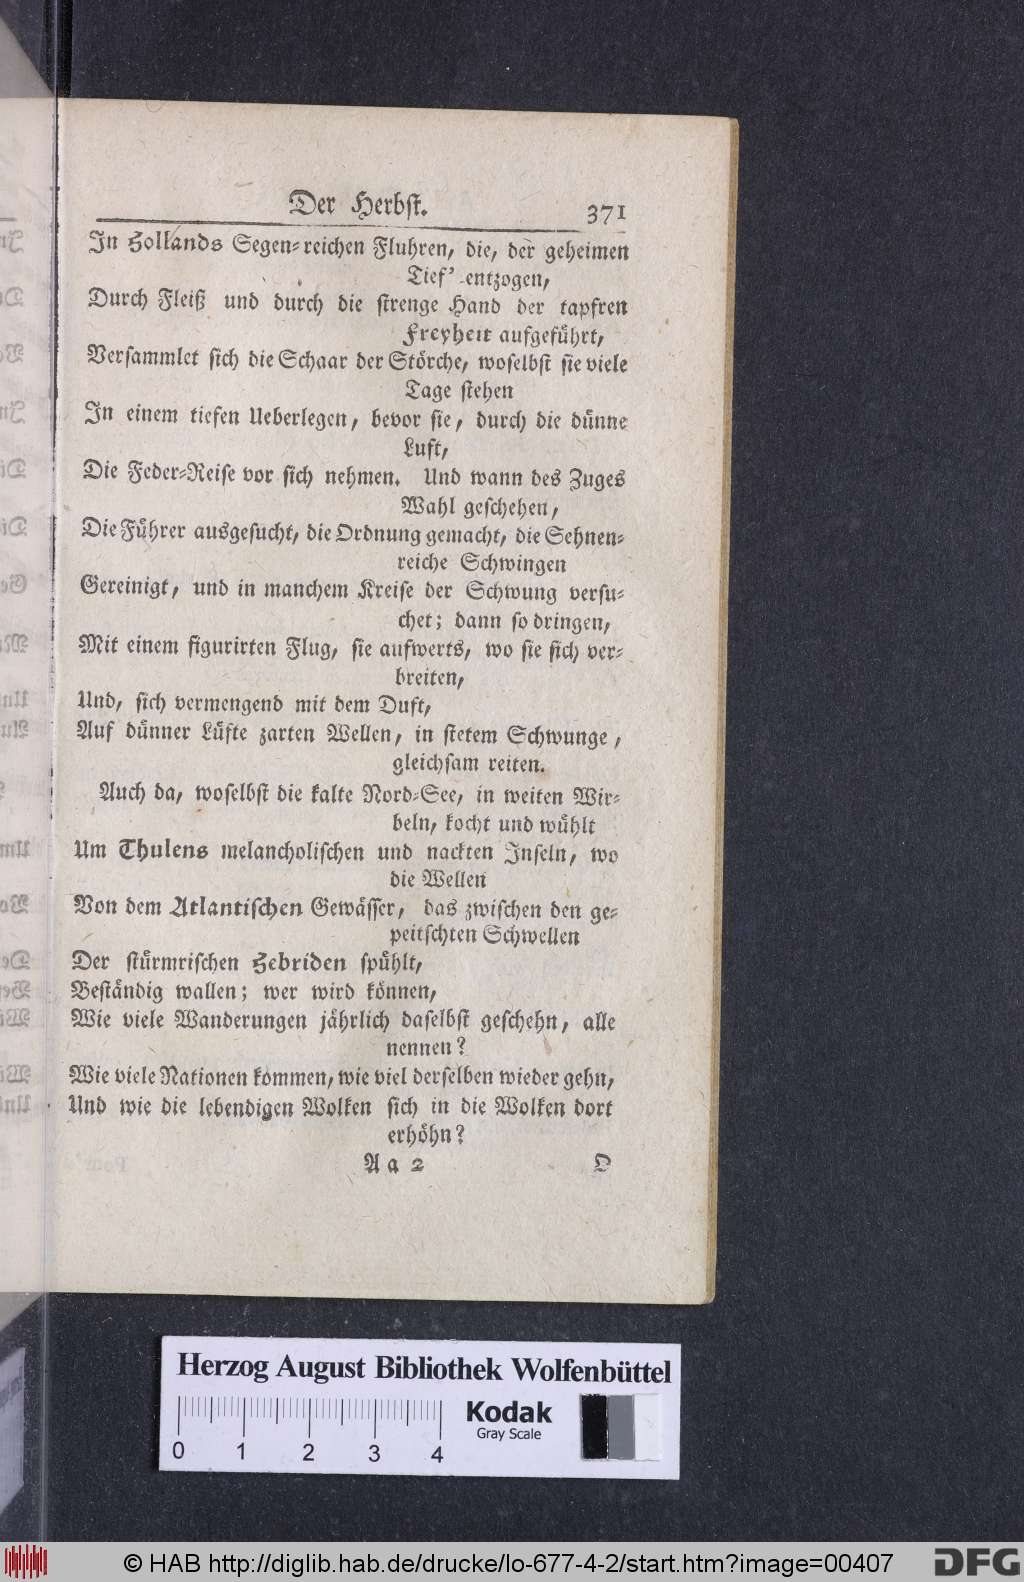 Der Herbst. 371
In Hollands Segen-reichen Fluhren, die, der geheimen
Tief' entzogen,
Durch Fleiß und durch die strenge Hand der tapfren
Freyheit aufgeführt,
Versammlet sich die Schaar der Störche, woselbst sie viele
Tage stehen
In einem tiefen Ueberlegen, bevor sie, durch die dünne
Luft,
Die Feder-Reise vor sich nehmen. Und wann des Zuges
Wahl geschehen,
Die Führer ausgesucht, die Ordnung gemacht, die Sehnen-
reiche Schwingen
Gereinigt, und in manchem Kreise der Schwung versu-
chet; dann so dringen,
Mit einem figurirten Flug, sie aufwerts, wo sie sich ver-
breiten,
Und, sich vermengend mit dem Duft,
Auf dünner Lüfte zarten Wellen, in stetem Schwunge,
gleichsam reiten.
Auch da, woselbst die kalte Nord-See, in weiten Wir-
beln, kocht und wühlt
Um Thulens melancholischen und nackten Inseln, wo
die Wellen
Von dem Atlantischen Gewässer, das zwischen den ge-
peitschten Schwellen
Der stürmrischen Hebriden spühlt,
Beständig wallen; wer wird können,
Wie viele Wanderungen jährlich daselbst geschehn, alle
nennen?
Wie viele Nationen kommen, wie viel derselben wieder gehn,
Und wie die lebendigen Wolken sich in die Wolken dort
erhöhn?
Aa 2 D
Herzog August Bibliothek Wolfenbüttel
0 1 2 3 4
Kodak
Gray Scale
© HAB http://diglib.hab.de/drucke/lo-677-4-2/start.htm?image=00407
DFG